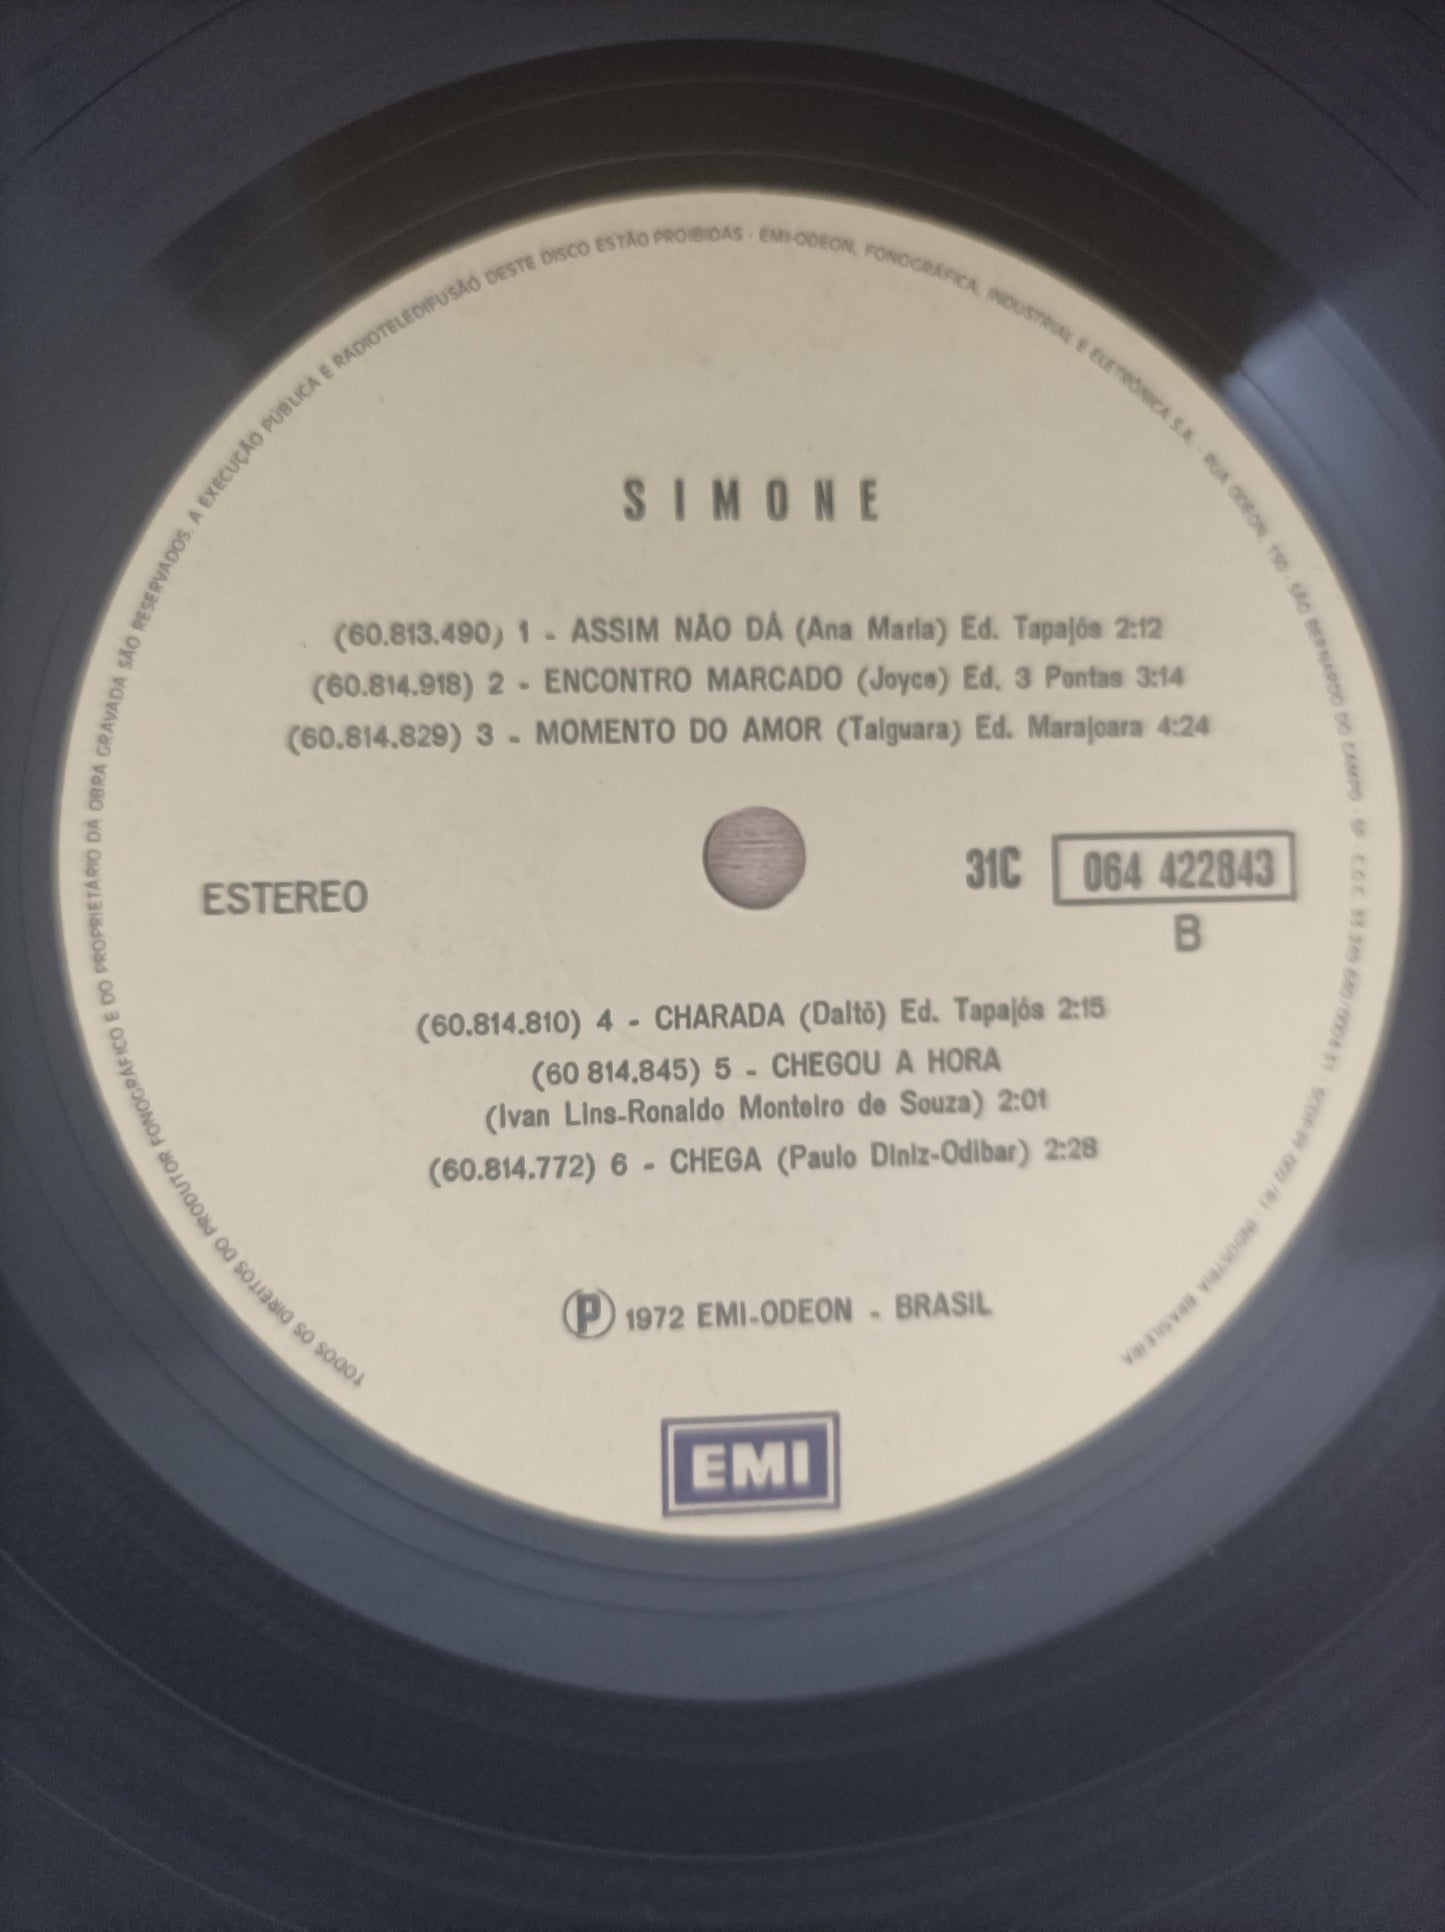 TODOS OS DIREITOS DO PRODUTOR FONOGRÁFICO E DO PROPRIETÁRIO DA OBRA GRAVADA SÃO RESERVADOS. A EXECUÇÃO PÚBLICA E RADIOTELEDIFUSÃO DESTE DISCO ESTÃO PROIBIDAS - EMI-ODEON, FONOGRÁFICA, INDUSTRIAL E ELETRÔNICA S.A. - RUA ODEON, 150 - SÃO BERNARDO DO CAMPO - SP - C.G.C. INDÚSTRIA BRASILEIRA
SIMONE
(60.813.490) 1 - ASSIM NÃO DÁ (Ana Maria) Ed. Tapajós 2:12
(60.814.918) 2 - ENCONTRO MARCADO (Joyce) Ed. 3 Pontas 3:14
(60.814.829) 3 - MOMENTO DO AMOR (Taiguara) Ed. Marajoara 4:24
ESTEREO
31C 064 422843
B
(60.814.810) 4 - CHARADA (Daltô) Ed. Tapajós 2:15
(60 814.845) 5 - CHEGOU A HORA
(Ivan Lins-Ronaldo Monteiro de Souza) 2:01
(60.814.772) 6 - CHEGA (Paulo Diniz-Odibar) 2:28
Ⓟ 1972 EMI-ODEON - BRASIL
EMI